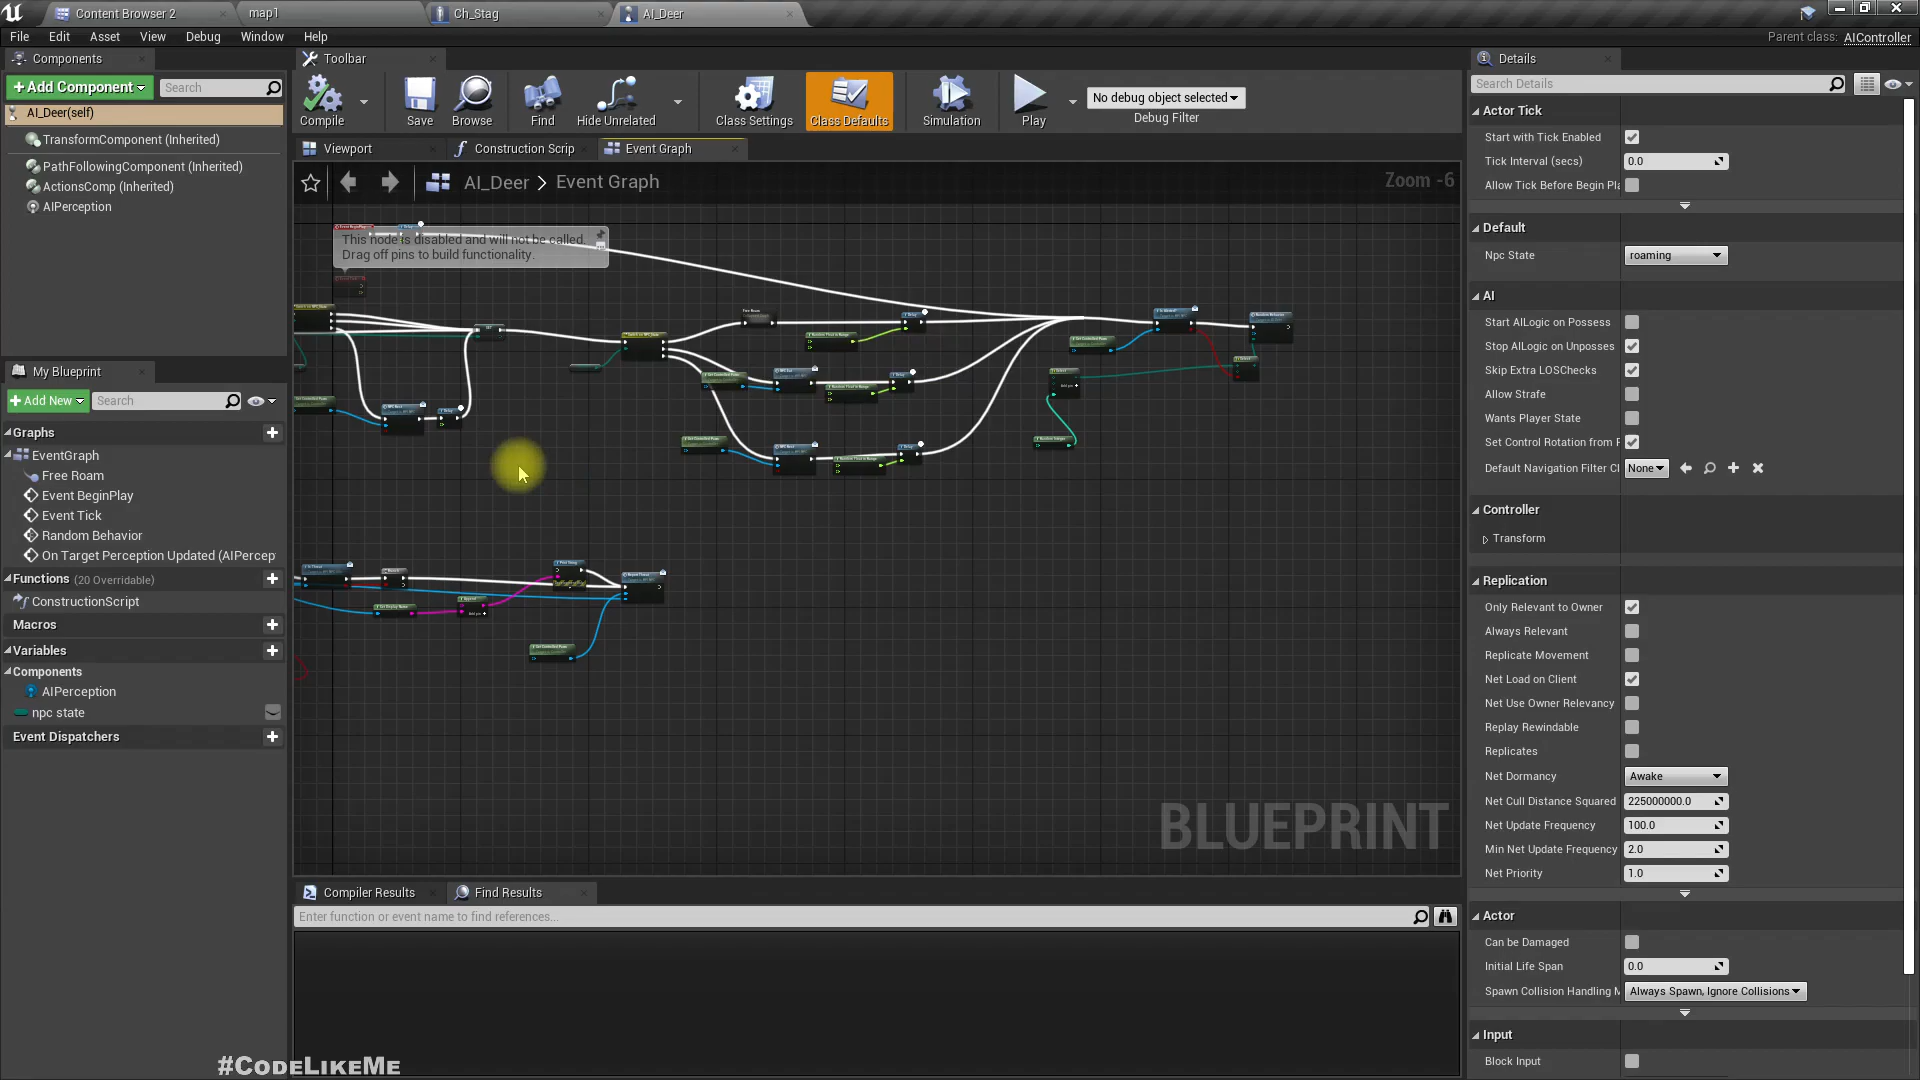 Content Browser 2
map1
Ch_Stag
AI_Deer
File Edit Asset View Debug Window Help
Parent class: AIController
Components
Toolbar
Details
+Add Component
Search
AI_Deer(self)
TransformComponent (Inherited)
PathFollowingComponent (Inherited)
ActionsComp (Inherited)
AIPerception
Compile
Save
Browse
Find
Hide Unrelated
Class Settings
Class Defaults
Simulation
Play
No debug object selected
Debug Filter
Viewport
Construction Scrip
Event Graph
AI_Deer > Event Graph
Zoom -6
This node is disabled and will not be called.
Drag off pins to build functionality.
BLUEPRINT
My Blueprint
+Add New
Search
Graphs
EventGraph
Free Roam
Event BeginPlay
Event Tick
Random Behavior
On Target Perception Updated (AIPercep
Functions (20 Overridable)
ConstructionScript
Macros
Variables
Components
AIPerception
npc state
Event Dispatchers
Compiler Results
Find Results
Enter function or event name to find references...
#CodeLikeMe
Search Details
Actor Tick
Start with Tick Enabled
Tick Interval (secs) 0.0
Allow Tick Before Begin Pla
Default
Npc State roaming
AI
Start AILogic on Possess
Stop AILogic on Unposses
Skip Extra LOSChecks
Allow Strafe
Wants Player State
Set Control Rotation from F
Default Navigation Filter Cl None
Controller
Transform
Replication
Only Relevant to Owner
Always Relevant
Replicate Movement
Net Load on Client
Net Use Owner Relevancy
Replay Rewindable
Replicates
Net Dormancy Awake
Net Cull Distance Squared 225000000.0
Net Update Frequency 100.0
Min Net Update Frequency 2.0
Net Priority 1.0
Actor
Can be Damaged
Initial Life Span 0.0
Spawn Collision Handling M Always Spawn, Ignore Collisions
Input
Block Input